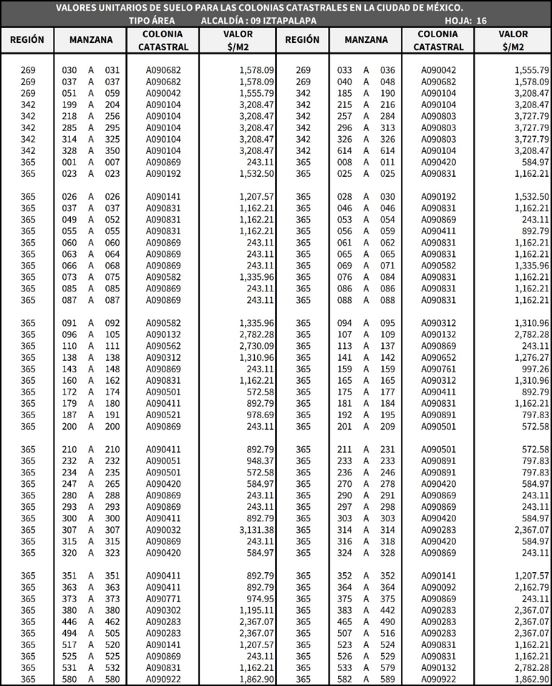 VALORES UNITARIOS DE SUELO PARA LAS COLONIAS CATASTRALES EN LA CIUDAD DE MÉXICO.
TIPO ÁREA ALCALDÍA : 09 IZTAPALAPA HOJA: 16
REGIÓN MANZANA COLONIA CATASTRAL VALOR $/M2 REGIÓN MANZANA COLONIA CATASTRAL VALOR $/M2
269 030 A 031 A090682 1,578.09 269 033 A 036 A090042 1,555.79
269 037 A 039 A090682 1,578.09 269 040 A 048 A090682 1,578.09
269 051 A 059 A090042 1,555.79 342 185 A 190 A090104 3,208.47
342 199 A 204 A090104 3,208.47 342 215 A 216 A090104 3,208.47
342 218 A 256 A090104 3,208.47 342 257 A 284 A090803 3,727.79
342 285 A 295 A090104 3,208.47 342 296 A 313 A090803 3,727.79
342 314 A 325 A090104 3,208.47 342 326 A 326 A090803 3,727.79
342 328 A 350 A090104 3,208.47 342 614 A 614 A090104 3,208.47
365 001 A 007 A090869 243.11 365 008 A 011 A090420 584.97
365 023 A 023 A090192 1,532.50 365 025 A 025 A090831 1,162.21
365 026 A 026 A090141 1,207.57 365 028 A 030 A090192 1,532.50
365 037 A 037 A090831 1,162.21 365 046 A 046 A090831 1,162.21
365 049 A 052 A090831 1,162.21 365 053 A 054 A090869 243.11
365 055 A 055 A090831 1,162.21 365 056 A 059 A090411 892.79
365 060 A 060 A090869 243.11 365 061 A 062 A090831 1,162.21
365 063 A 064 A090869 243.11 365 065 A 065 A090831 1,162.21
365 066 A 068 A090869 243.11 365 069 A 071 A090582 1,335.96
365 073 A 075 A090582 1,335.96 365 076 A 084 A090831 1,162.21
365 085 A 085 A090869 243.11 365 086 A 086 A090831 1,162.21
365 087 A 087 A090869 243.11 365 088 A 088 A090831 1,162.21
365 091 A 092 A090582 1,335.96 365 094 A 095 A090312 1,310.96
365 096 A 105 A090132 2,782.28 365 107 A 109 A090132 2,782.28
365 110 A 111 A090562 2,730.09 365 113 A 137 A090869 243.11
365 138 A 138 A090312 1,310.96 365 141 A 142 A090652 1,276.27
365 143 A 148 A090869 243.11 365 159 A 159 A090761 997.26
365 160 A 162 A090831 1,162.21 365 165 A 165 A090312 1,310.96
365 172 A 174 A090501 572.58 365 175 A 177 A090411 892.79
365 179 A 180 A090411 892.79 365 181 A 184 A090831 1,162.21
365 187 A 191 A090521 978.69 365 192 A 195 A090891 797.83
365 200 A 200 A090869 243.11 365 201 A 209 A090501 572.58
365 210 A 210 A090411 892.79 365 211 A 231 A090501 572.58
365 232 A 232 A090051 948.37 365 233 A 233 A090891 797.83
365 234 A 235 A090501 572.58 365 236 A 246 A090891 797.83
365 247 A 265 A090420 584.97 365 270 A 278 A090420 584.97
365 280 A 288 A090869 243.11 365 290 A 291 A090869 243.11
365 293 A 293 A090869 243.11 365 297 A 298 A090869 243.11
365 300 A 300 A090411 892.79 365 303 A 303 A090420 584.97
365 307 A 307 A090032 3,131.38 365 314 A 314 A090283 2,367.07
365 315 A 315 A090869 243.11 365 316 A 318 A090420 584.97
365 320 A 323 A090420 584.97 365 324 A 328 A090869 243.11
365 351 A 351 A090411 892.79 365 352 A 352 A090141 1,207.57
365 363 A 363 A090411 892.79 365 364 A 364 A090092 2,162.79
365 373 A 373 A090771 974.95 365 375 A 375 A090869 243.11
365 380 A 380 A090302 1,195.11 365 383 A 442 A090283 2,367.07
365 446 A 462 A090283 2,367.07 365 465 A 490 A090283 2,367.07
365 494 A 505 A090283 2,367.07 365 507 A 516 A090283 2,367.07
365 517 A 520 A090141 1,207.57 365 523 A 524 A090831 1,162.21
365 525 A 525 A090869 243.11 365 526 A 529 A090831 1,162.21
365 531 A 532 A090831 1,162.21 365 533 A 579 A090132 2,782.28
365 580 A 580 A090922 1,862.90 365 582 A 589 A090922 1,862.90